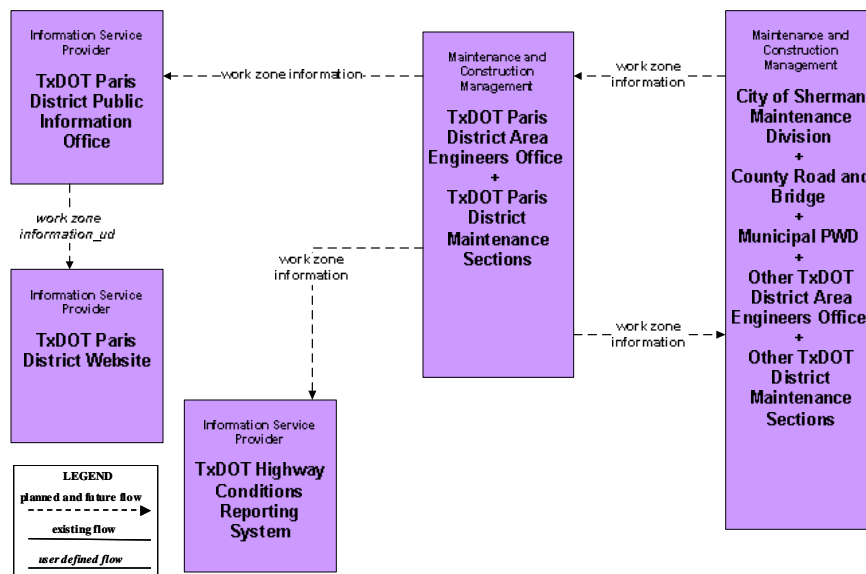 Information Service
Provider
TxDOT Paris
District Public
Information
Office
work zone information
Maintenance and
Construction
Management
TxDOT Paris
District Area
Engineers Office
+
TxDOT Paris
District
Maintenance
Sections
work zone
information
Maintenance and
Construction
Management
City of Sherman
Maintenance
Division
+
County Road and
Bridge
+
Municipal PWD
+
Other TxDOT
District Area
Engineers Office
+
Other TxDOT
District
Maintenance
Sections
work zone
information_ud
work zone
information
work zone
information
Information Service
Provider
TxDOT Paris
District Website
Information Service
Provider
TxDOT Highway
Conditions
Reporting
System
LEGEND
planned and future flow
existing flow
user defined flow